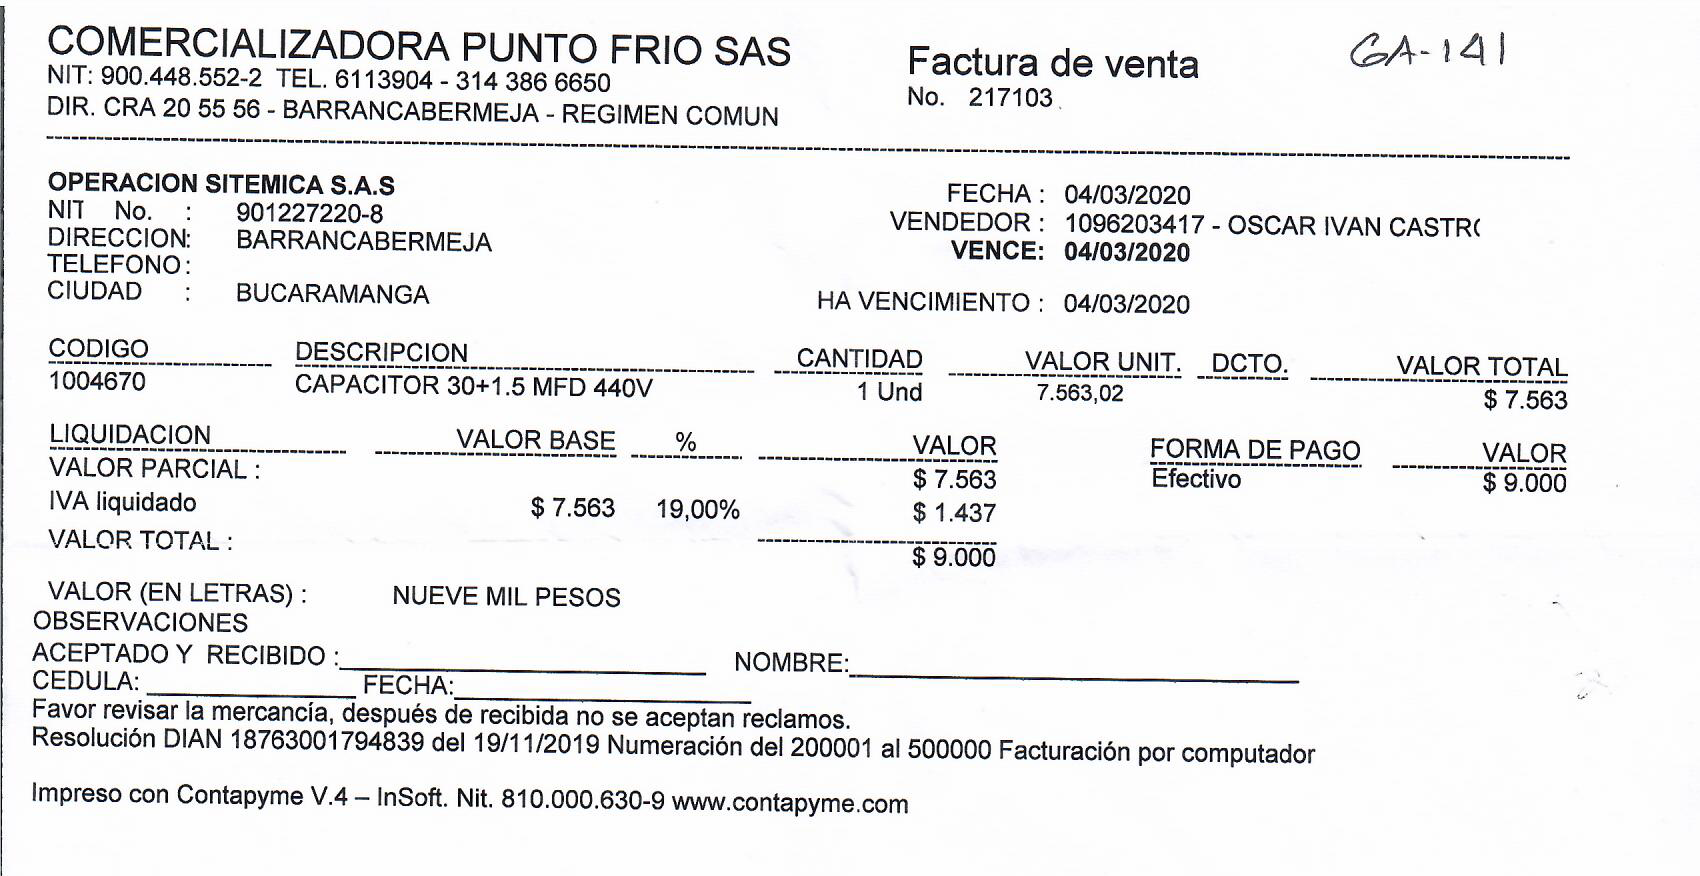 COMERCIALIZADORA PUNTO FRIO SAS
NIT: 900.448.552-2 TEL. 6113904 - 314 386 6650
DIR. CRA 20 55 56 - BARRANCABERMEJA - REGIMEN COMUN
Factura de venta
No. 217103
GA-141
OPERACION SITEMICA S.A.S
NIT No. : 901227220-8
DIRECCION: BARRANCABERMEJA
TELEFONO:
CIUDAD : BUCARAMANGA
FECHA : 04/03/2020
VENDEDOR : 1096203417 - OSCAR IVAN CASTR
VENCE: 04/03/2020
HA VENCIMIENTO : 04/03/2020
CODIGO DESCRIPCION CANTIDAD VALOR UNIT. DCTO. VALOR TOTAL
1004670 CAPACITOR 30+1.5 MFD 440V 1 Und 7.563,02 $ 7.563
LIQUIDACION VALOR BASE % VALOR FORMA DE PAGO VALOR
VALOR PARCIAL : $ 7.563 Efectivo $ 9.000
IVA liquidado $ 7.563 19,00% $ 1.437
VALOR TOTAL : $ 9.000
VALOR (EN LETRAS) : NUEVE MIL PESOS
OBSERVACIONES
ACEPTADO Y RECIBIDO : NOMBRE:
CEDULA: FECHA:
Favor revisar la mercancía, después de recibida no se aceptan reclamos.
Resolución DIAN 18763001794839 del 19/11/2019 Numeración del 200001 al 500000 Facturación por computador
Impreso con Contapyme V.4 – InSoft. Nit. 810.000.630-9 www.contapyme.com